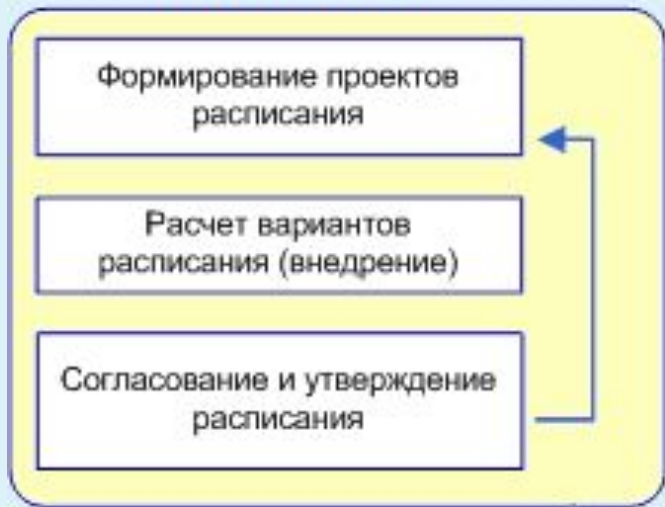 Формирование проектов
расписания
Расчет вариантов
расписания (внедрение)
Согласование и утверждение
расписания